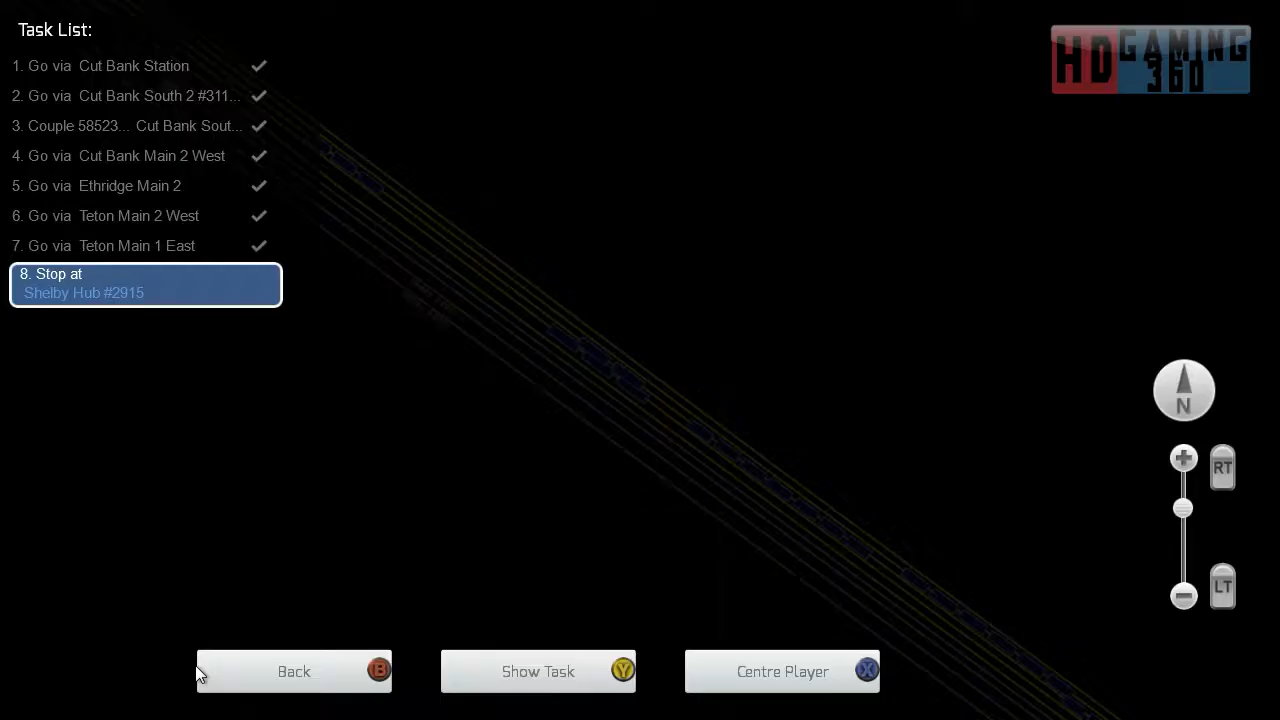 Task List:
1. Go via Cut Bank Station
2. Go via Cut Bank South 2 #311...
3. Couple 58523... Cut Bank Sout...
4. Go via Cut Bank Main 2 West
5. Go via Ethridge Main 2
6. Go via Teton Main 2 West
7. Go via Teton Main 1 East
8. Stop at
Shelby Hub #2915
HD GAMING 360
N
RT
LT
Back B
Show Task Y
Centre Player X